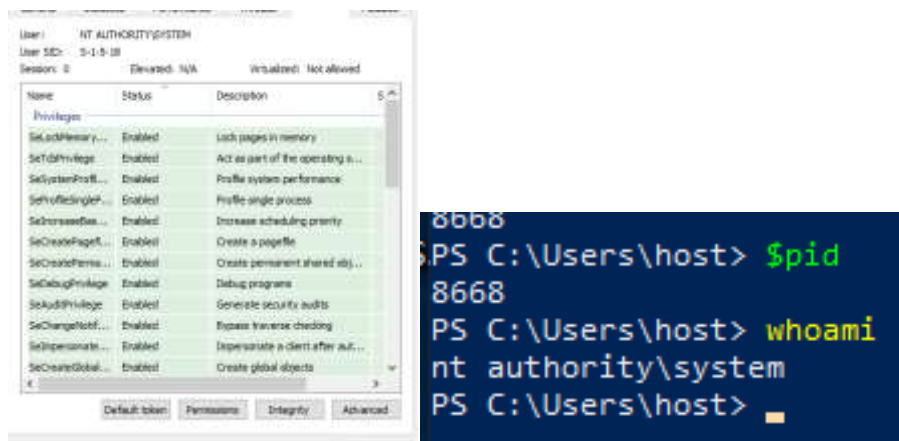 User: NT AUTHORITY\SYSTEM
User SID: S-1-5-18
Session: 0 Elevated: N/A Virtualized: Not allowed
Name Status Description S
Privileges
SeLockMemory... Enabled Lock pages in memory
SeTcbPrivilege Enabled Act as part of the operating s...
SeSystemProfil... Enabled Profile system performance
SeProfileSingleP... Enabled Profile single process
SeIncreaseBas... Enabled Increase scheduling priority
SeCreatePagefi... Enabled Create a pagefile
SeCreatePerma... Enabled Create permanent shared obj...
SeDebugPrivilege Enabled Debug programs
SeAuditPrivilege Enabled Generate security audits
SeChangeNotif... Enabled Bypass traverse checking
SeImpersonate... Enabled Impersonate a client after aut...
SeCreateGlobal... Enabled Create global objects
Default token Permissions Integrity Advanced
8668
PS C:\Users\host> $pid
8668
PS C:\Users\host> whoami
nt authority\system
PS C:\Users\host>